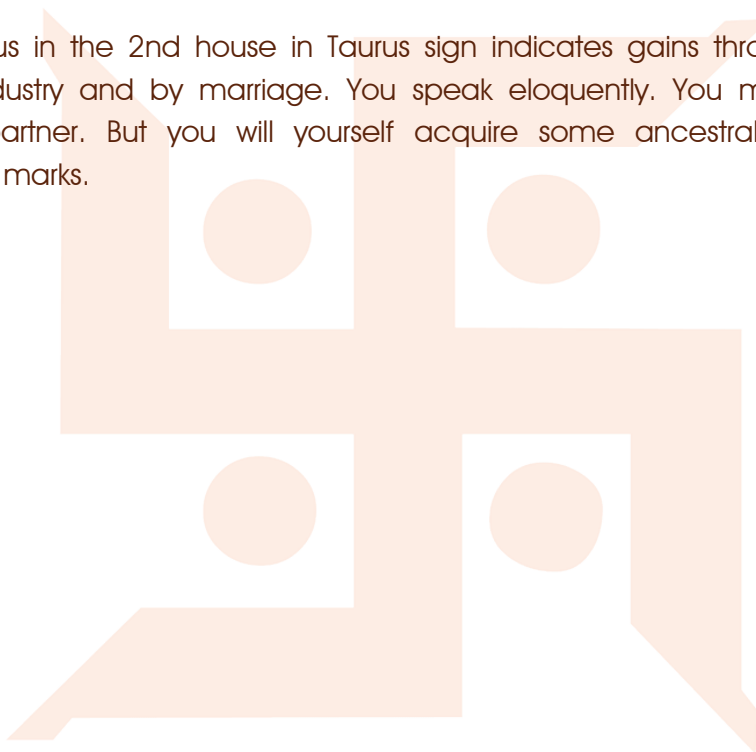 us in the 2nd house in Taurus sign indicates gains thro
dustry and by marriage. You speak eloquently. You m
artner. But you will yourself acquire some ancestral
marks.